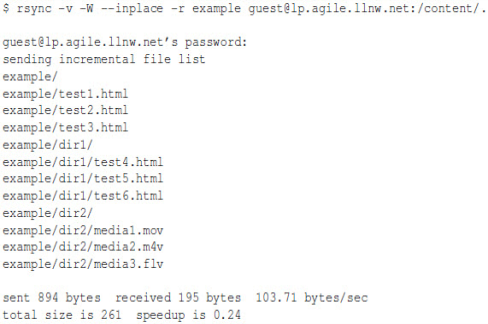 $ rsync -v -W --inplace -r example guest@lp.agile.llnw.net:/content/.
guest@lp.agile.llnw.net's password:
sending incremental file list
example/
example/test1.html
example/test2.html
example/test3.html
example/dir1/
example/dir1/test4.html
example/dir1/test5.html
example/dir1/test6.html
example/dir2/
example/dir2/media1.mov
example/dir2/media2.m4v
example/dir2/media3.flv
sent 894 bytes  received 195 bytes  103.71 bytes/sec
total size is 261  speedup is 0.24